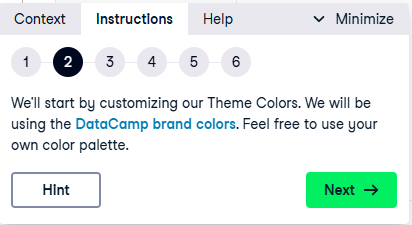 Context Instructions Help Minimize
1 2 3 4 5 6
We'll start by customizing our Theme Colors. We will be
using the DataCamp brand colors. Feel free to use your
own color palette.
Hint Next →